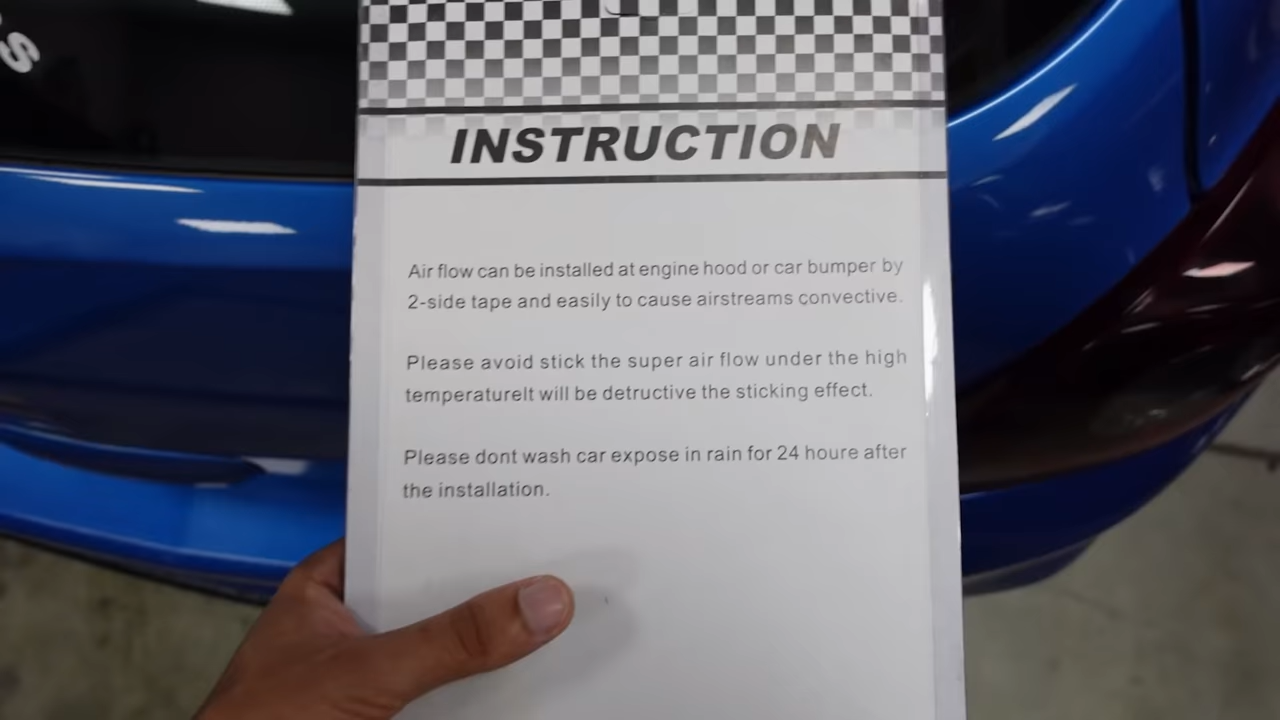 S
INSTRUCTION
Air flow can be installed at engine hood or car bumper by
2-side tape and easily to cause airstreams convective.
Please avoid stick the super air flow under the high
temperatureIt will be detructive the sticking effect.
Please dont wash car expose in rain for 24 houre after
the installation.